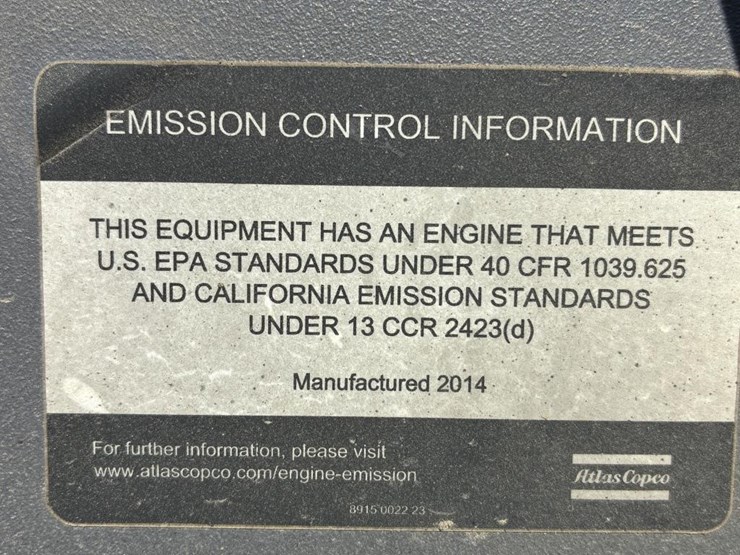 EMISSION CONTROL INFORMATION
THIS EQUIPMENT HAS AN ENGINE THAT MEETS
U.S. EPA STANDARDS UNDER 40 CFR 1039.625
AND CALIFORNIA EMISSION STANDARDS
UNDER 13 CCR 2423(d)
Manufactured 2014
For further information, please visit
www.atlascopco.com/engine-emission
Atlas Copco
8915 0022 23